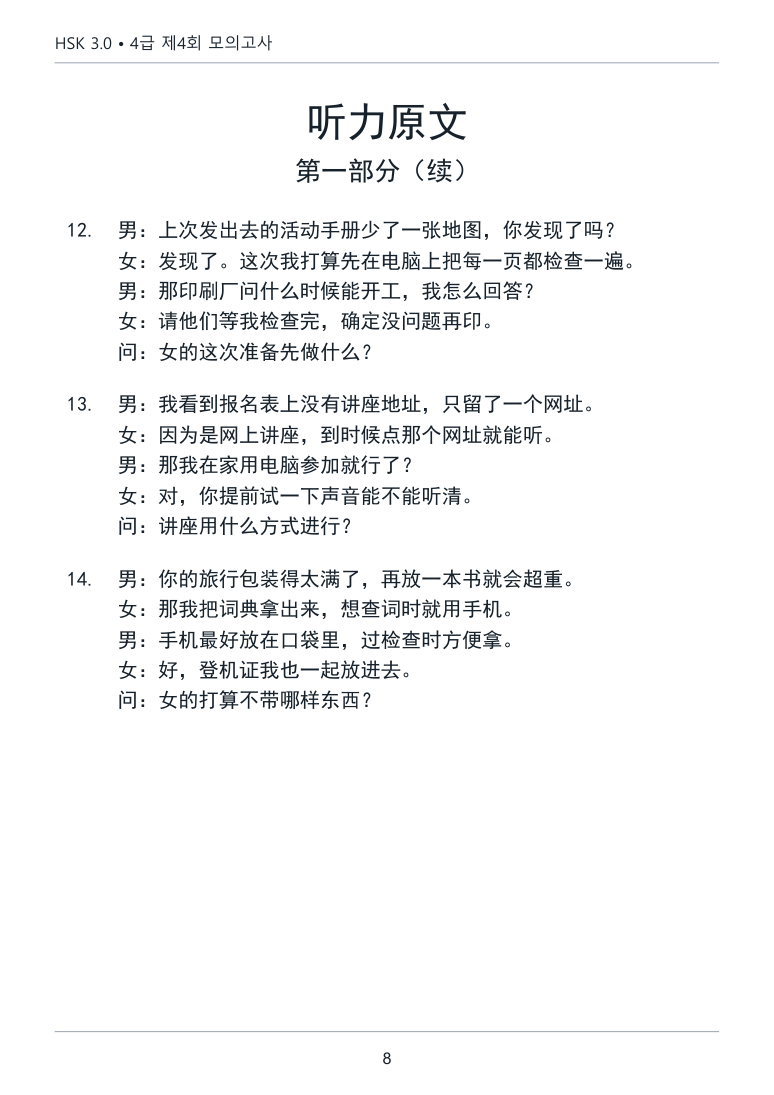 HSK 3.0 • 4급 제4회 모의고사
听力原文
第一部分（续）
12. 男：上次发出去的活动手册少了一张地图，你发现了吗？
女：发现了。这次我打算先在电脑上把每一页都检查一遍。
男：那印刷厂问什么时候能开工，我怎么回答？
女：请他们等我检查完，确定没问题再印。
问：女的这次准备先做什么？
13. 男：我看到报名表上没有讲座地址，只留了一个网址。
女：因为是网上讲座，到时候点那个网址就能听。
男：那我在家用电脑参加就行了？
女：对，你提前试一下声音能不能听清。
问：讲座用什么方式进行？
14. 男：你的旅行包装得太满了，再放一本书就会超重。
女：那我把词典拿出来，想查词时就用手机。
男：手机最好放在口袋里，过检查时方便拿。
女：好，登机证我也一起放进去。
问：女的打算不带哪样东西？
8